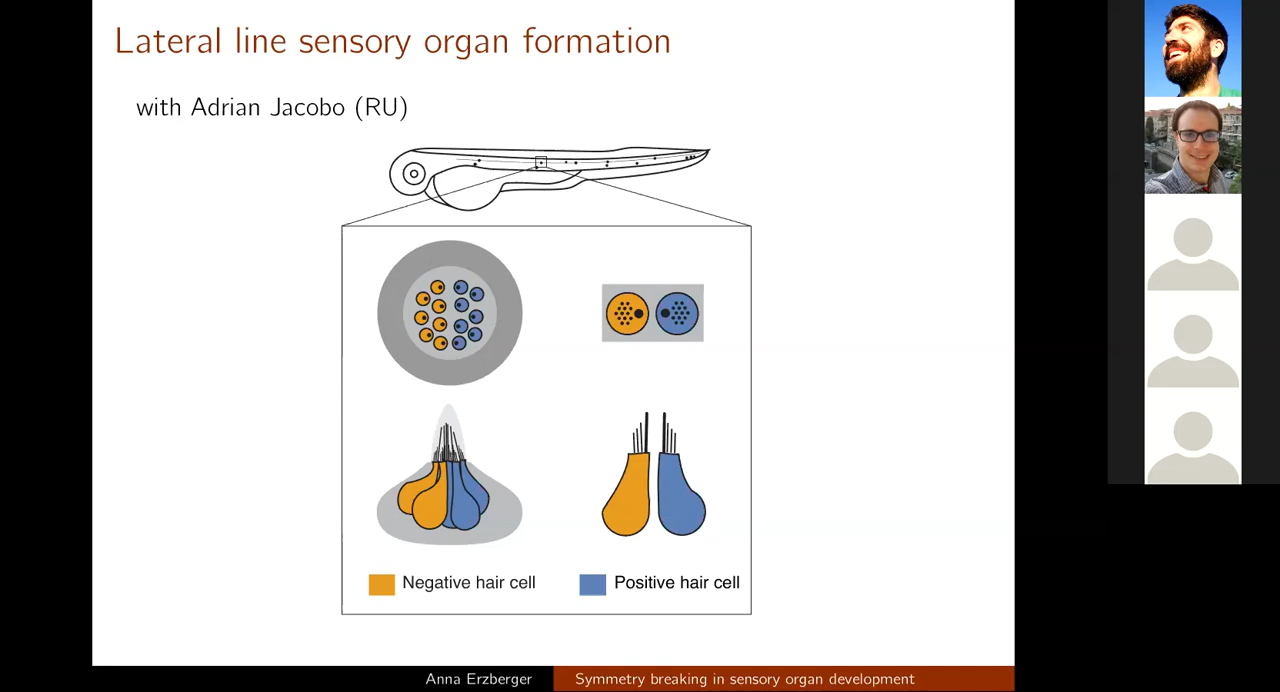 Lateral line sensory organ formation
with Adrian Jacobo (RU)
Negative hair cell
Positive hair cell
Anna Erzberger
Symmetry breaking in sensory organ development